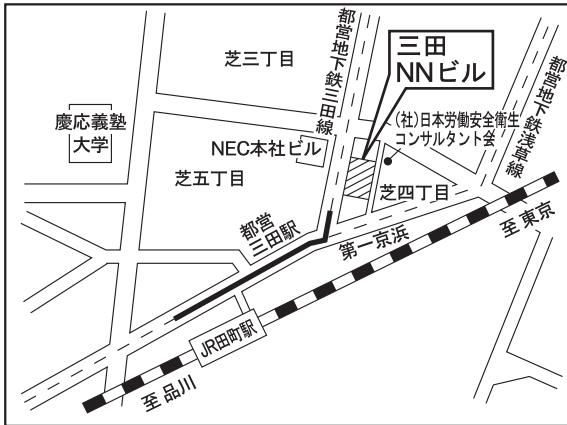 都営地下鉄三田線
芝三丁目
三田
NNビル
都営地下鉄浅草線
(社)日本労働安全衛生
コンサルタント会
慶応義塾
大学
NEC本社ビル
芝五丁目
芝四丁目
都営
三田駅
第一京浜
至 東京
JR田町駅
至 品川